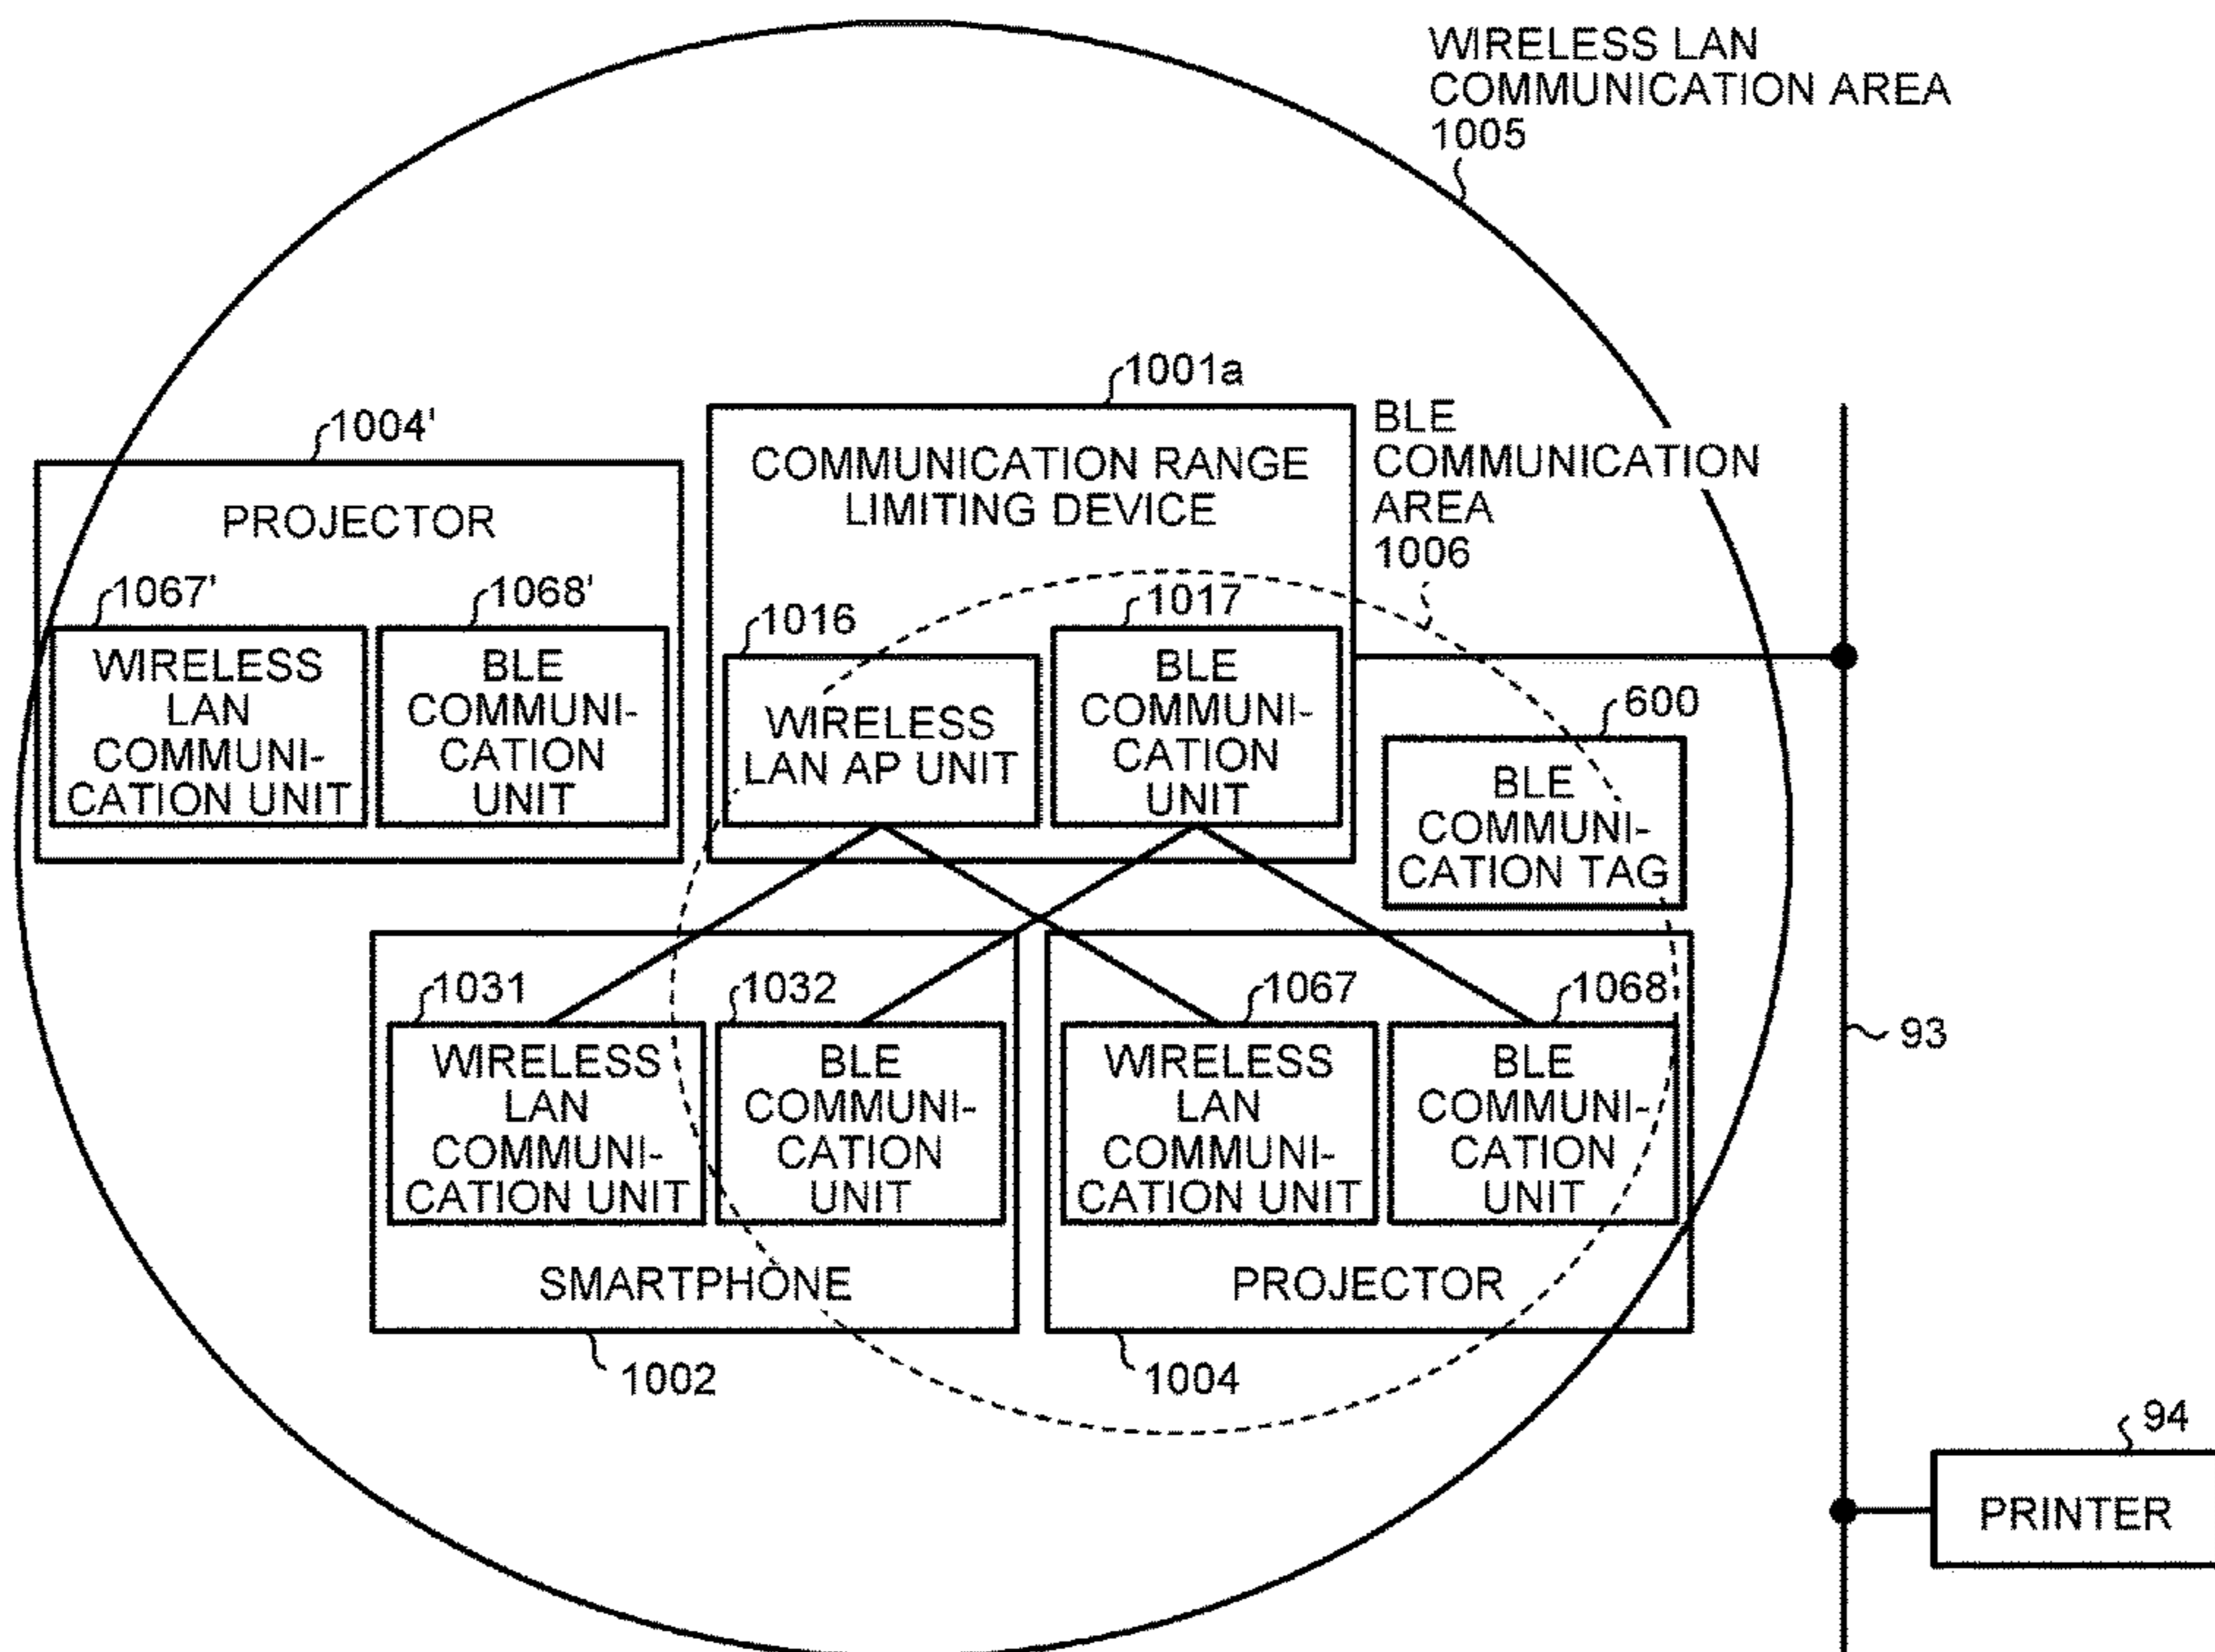 WIRELESS LAN
COMMUNICATION AREA
1005
1001a
1004'
BLE
COMMUNICATION
AREA
1006
COMMUNICATION RANGE
LIMITING DEVICE
PROJECTOR
1067'
1068'
1016
1017
WIRELESS
LAN
COMMUNI-
CATION UNIT
BLE
COMMUNI-
CATION
UNIT
WIRELESS
LAN AP UNIT
BLE
COMMUNI-
CATION
UNIT
600
BLE
COMMUNI-
CATION TAG
1031
1032
1067
1068
93
WIRELESS
LAN
COMMUNI-
CATION UNIT
BLE
COMMUNI-
CATION
UNIT
WIRELESS
LAN
COMMUNI-
CATION UNIT
BLE
COMMUNI-
CATION
UNIT
SMARTPHONE
PROJECTOR
1002
1004
94
PRINTER